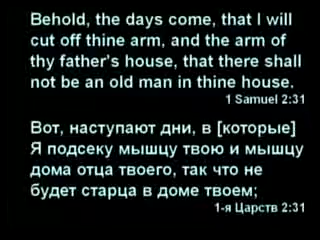 Behold, the days come, that I will
cut off thine arm, and the arm of
thy father's house, that there shall
not be an old man in thine house.
1 Samuel 2:31
Вот, наступают дни, в [которые]
Я подсеку мышцу твою и мышцу
дома отца твоего, так что не
будет старца в доме твоем;
1-я Царств 2:31